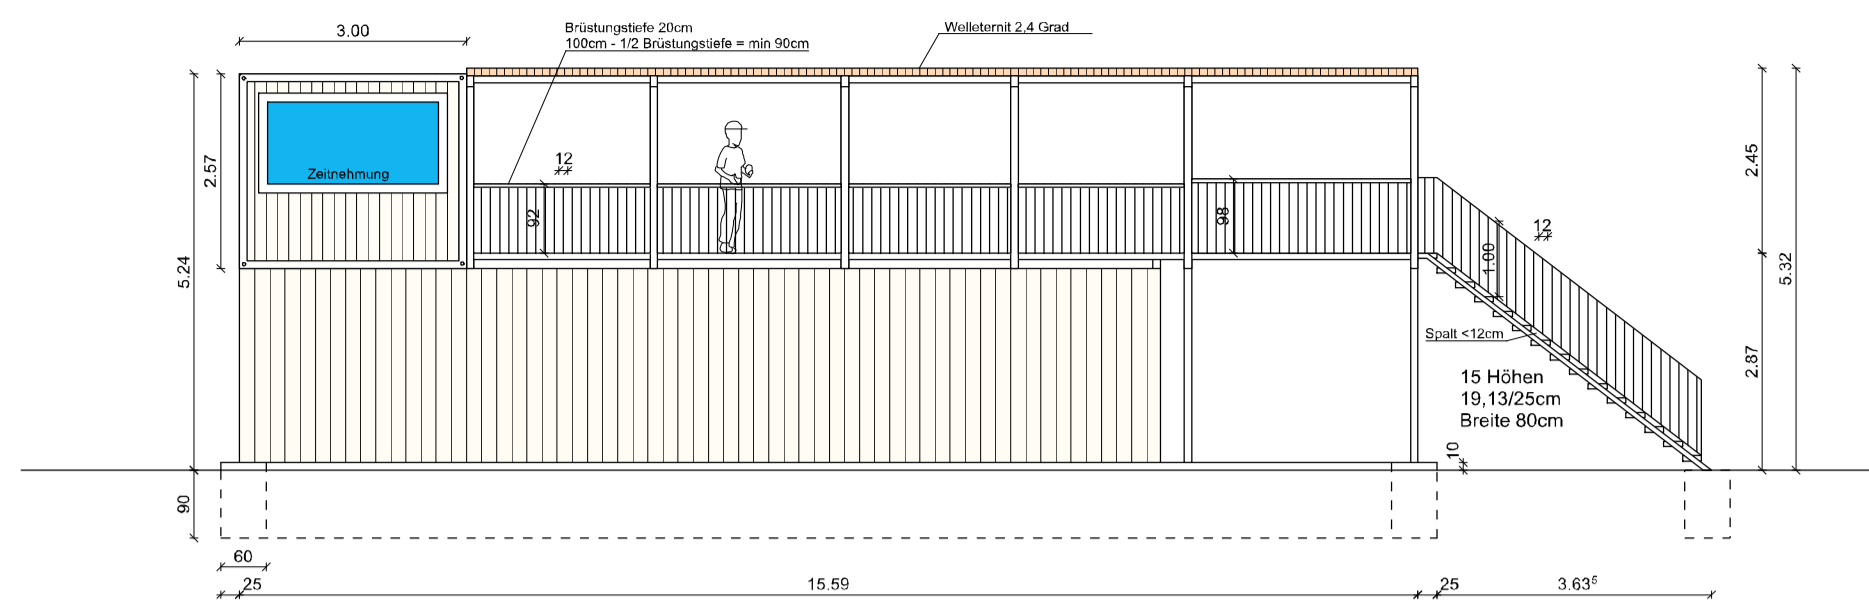 3.00
Brüstungstiefe 20cm
100cm - 1/2 Brüstungstiefe = min 90cm
Welleternit 2,4 Grad
12
2.57
Zeitnehmung
92
98
12
1.00
2.45
5.24
5.32
Spalt <12cm
2.87
15 Höhen
19,13/25cm
Breite 80cm
10
90
60
25
15.59
25
3.63⁵